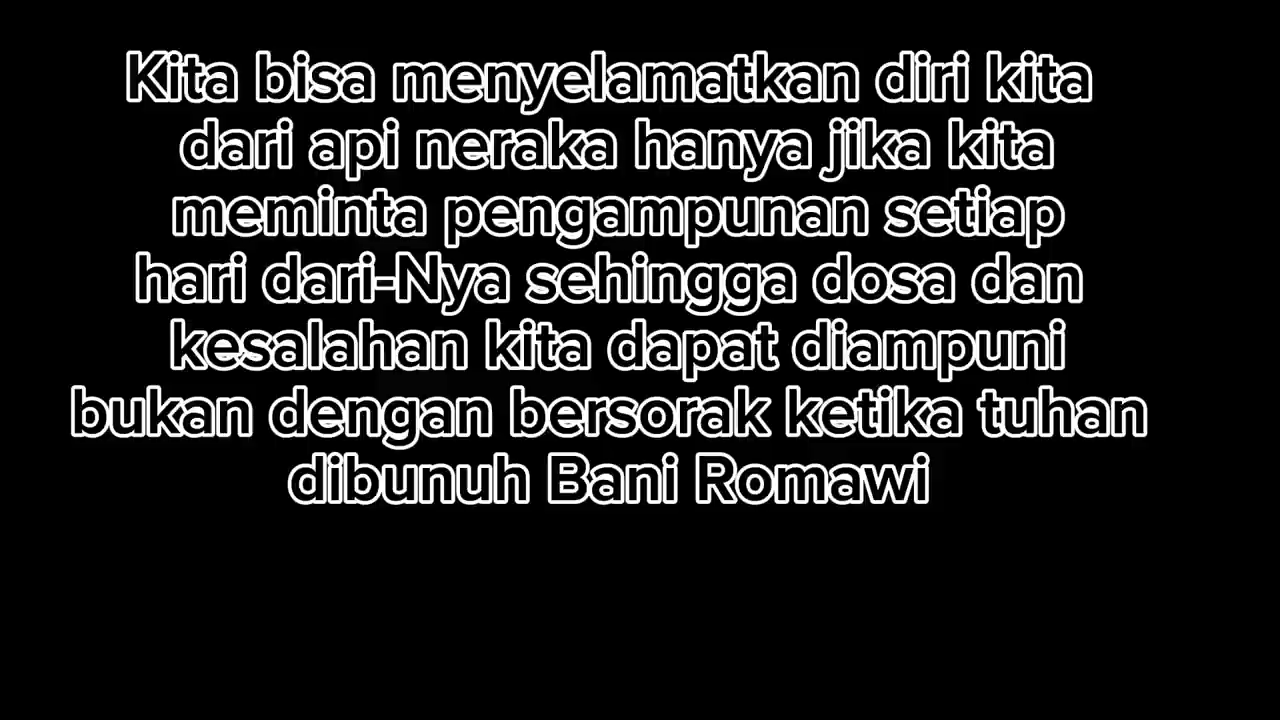 Kita bisa menyelamatkan diri kita
dari api neraka hanya jika kita
meminta pengampunan setiap
hari dari-Nya sehingga dosa dan
kesalahan kita dapat diampuni
bukan dengan bersorak ketika tuhan
dibunuh Bani Romawi